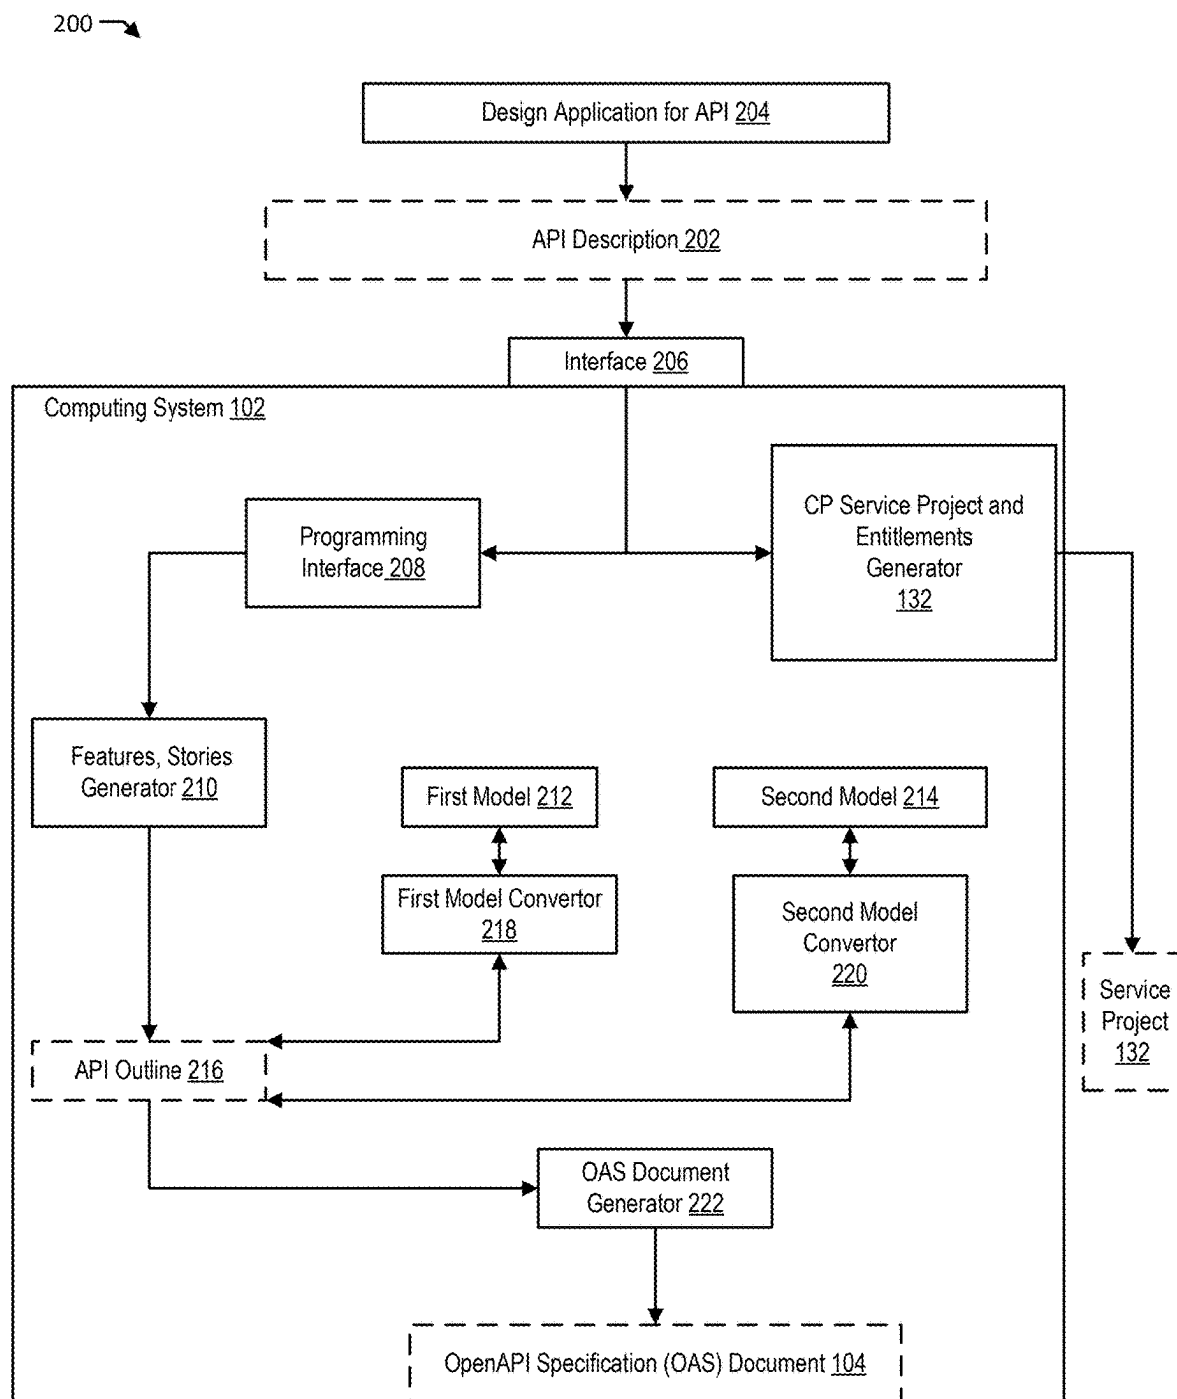 200
Design Application for API 204
API Description 202
Interface 206
Computing System 102
Programming
Interface 208
CP Service Project and
Entitlements
Generator
132
Features, Stories
Generator 210
First Model 212
Second Model 214
First Model Convertor
218
Second Model
Convertor
220
Service
Project
132
API Outline 216
OAS Document
Generator 222
OpenAPI Specification (OAS) Document 104